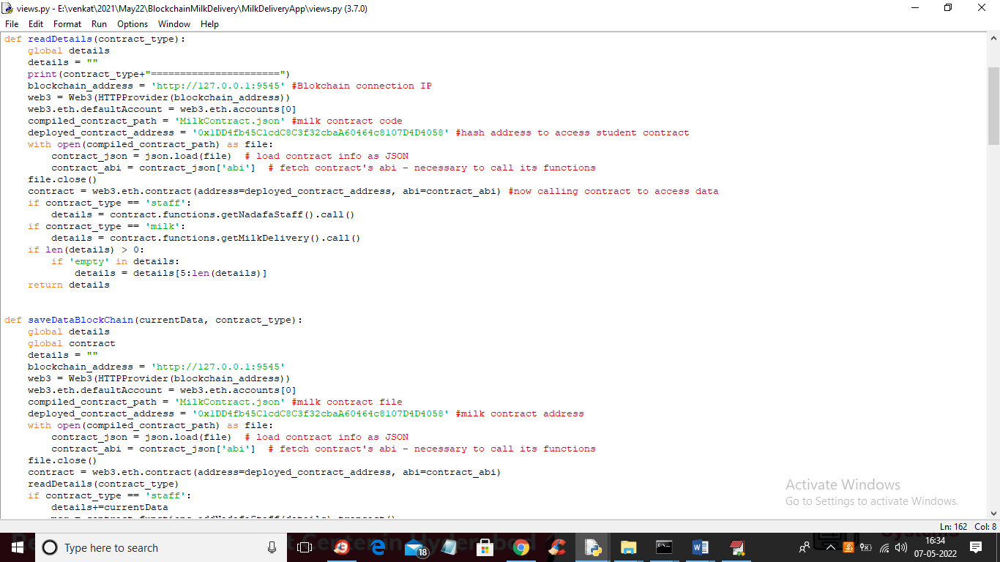 views.py - E:\venkat\2021\May22\BlockchainMilkDelivery\MilkDeliveryApp\views.py (3.7.0)
File Edit Format Run Options Window Help
def readDetails(contract_type):
    global details
    details = ""
    print(contract_type+"======================")
    blockchain_address = 'http://127.0.0.1:9545' #Blokchain connection IP
    web3 = Web3(HTTPProvider(blockchain_address))
    web3.eth.defaultAccount = web3.eth.accounts[0]
    compiled_contract_path = 'MilkContract.json' #milk contract code
    deployed_contract_address = '0x1DD4fb45C1cdC8C3f32cbaA60464c8107D4D4058' #hash address to access student contract
    with open(compiled_contract_path) as file:
        contract_json = json.load(file)  # load contract info as JSON
        contract_abi = contract_json['abi']  # fetch contract's abi - necessary to call its functions
    file.close()
    contract = web3.eth.contract(address=deployed_contract_address, abi=contract_abi) #now calling contract to access data
    if contract_type == 'staff':
        details = contract.functions.getNadafaStaff().call()
    if contract_type == 'milk':
        details = contract.functions.getMilkDelivery().call()
    if len(details) > 0:
        if 'empty' in details:
            details = details[5:len(details)]
    return details
def saveDataBlockChain(currentData, contract_type):
    global details
    global contract
    details = ""
    blockchain_address = 'http://127.0.0.1:9545'
    web3 = Web3(HTTPProvider(blockchain_address))
    web3.eth.defaultAccount = web3.eth.accounts[0]
    compiled_contract_path = 'MilkContract.json' #milk contract file
    deployed_contract_address = '0x1DD4fb45C1cdC8C3f32cbaA60464c8107D4D4058' #milk contract address
    with open(compiled_contract_path) as file:
        contract_json = json.load(file)  # load contract info as JSON
        contract_abi = contract_json['abi']  # fetch contract's abi - necessary to call its functions
    file.close()
    contract = web3.eth.contract(address=deployed_contract_address, abi=contract_abi)
    readDetails(contract_type)
    if contract_type == 'staff':
        details+=currentData
Activate Windows
Go to Settings to activate Windows.
Ln: 162 Col: 8
Type here to search
18
16:34
07-05-2022